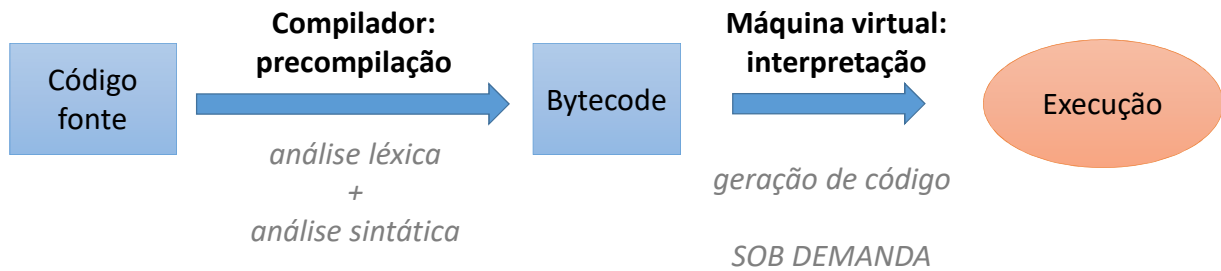 Código
fonte
Compilador:
precompilação
análise léxica
+
análise sintática
Bytecode
Máquina virtual:
interpretação
geração de código
SOB DEMANDA
Execução